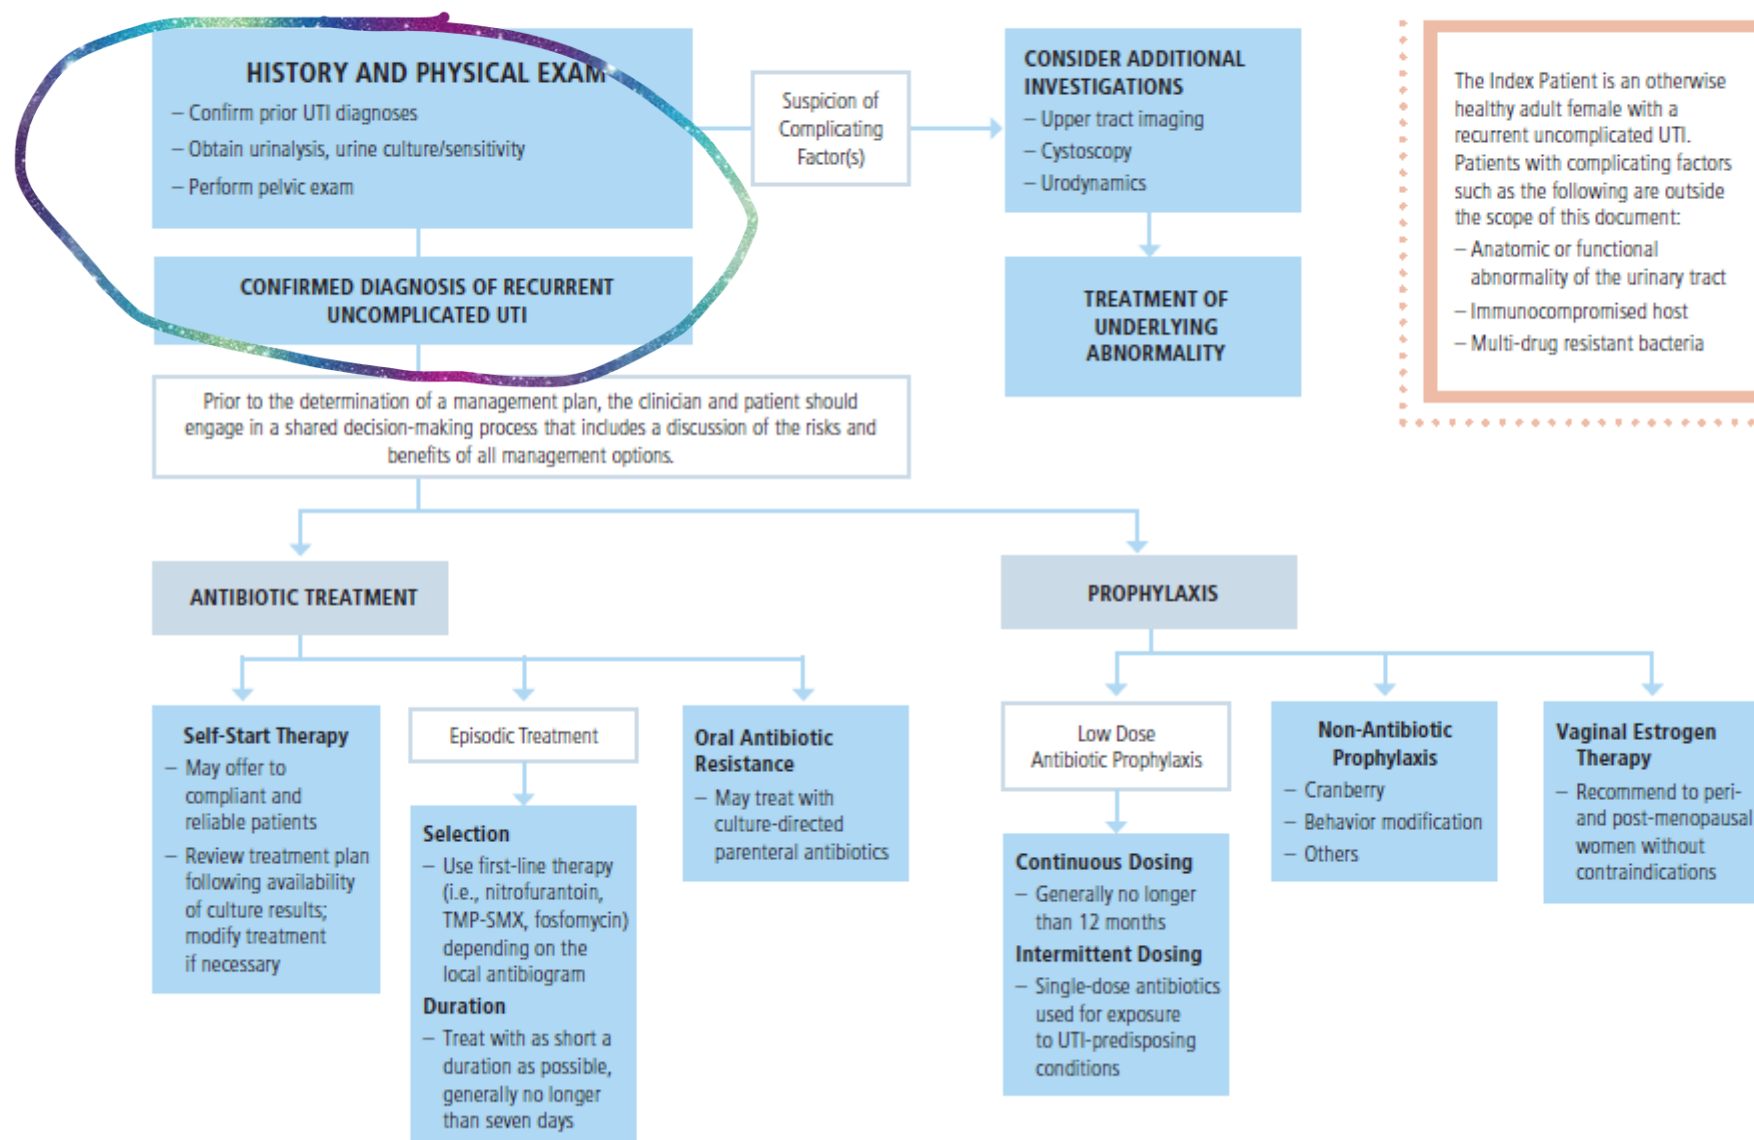 HISTORY AND PHYSICAL EXAM
– Confirm prior UTI diagnoses
– Obtain urinalysis, urine culture/sensitivity
– Perform pelvic exam
Suspicion of
Complicating
Factor(s)
CONSIDER ADDITIONAL
INVESTIGATIONS
– Upper tract imaging
– Cystoscopy
– Urodynamics
The Index Patient is an otherwise
healthy adult female with a
recurrent uncomplicated UTI.
Patients with complicating factors
such as the following are outside
the scope of this document:
– Anatomic or functional
abnormality of the urinary tract
– Immunocompromised host
– Multi-drug resistant bacteria
CONFIRMED DIAGNOSIS OF RECURRENT
UNCOMPLICATED UTI
TREATMENT OF
UNDERLYING
ABNORMALITY
Prior to the determination of a management plan, the clinician and patient should
engage in a shared decision-making process that includes a discussion of the risks and
benefits of all management options.
ANTIBIOTIC TREATMENT
PROPHYLAXIS
Self-Start Therapy
– May offer to
compliant and
reliable patients
– Review treatment plan
following availability
of culture results;
modify treatment
if necessary
Episodic Treatment
Selection
– Use first-line therapy
(i.e., nitrofurantoin,
TMP-SMX, fosfomycin)
depending on the
local antibiogram
Duration
– Treat with as short a
duration as possible,
generally no longer
than seven days
Oral Antibiotic
Resistance
– May treat with
culture-directed
parenteral antibiotics
Low Dose
Antibiotic Prophylaxis
Continuous Dosing
– Generally no longer
than 12 months
Intermittent Dosing
– Single-dose antibiotics
used for exposure
to UTI-predisposing
conditions
Non-Antibiotic
Prophylaxis
– Cranberry
– Behavior modification
– Others
Vaginal Estrogen
Therapy
– Recommend to peri-
and post-menopausal
women without
contraindications